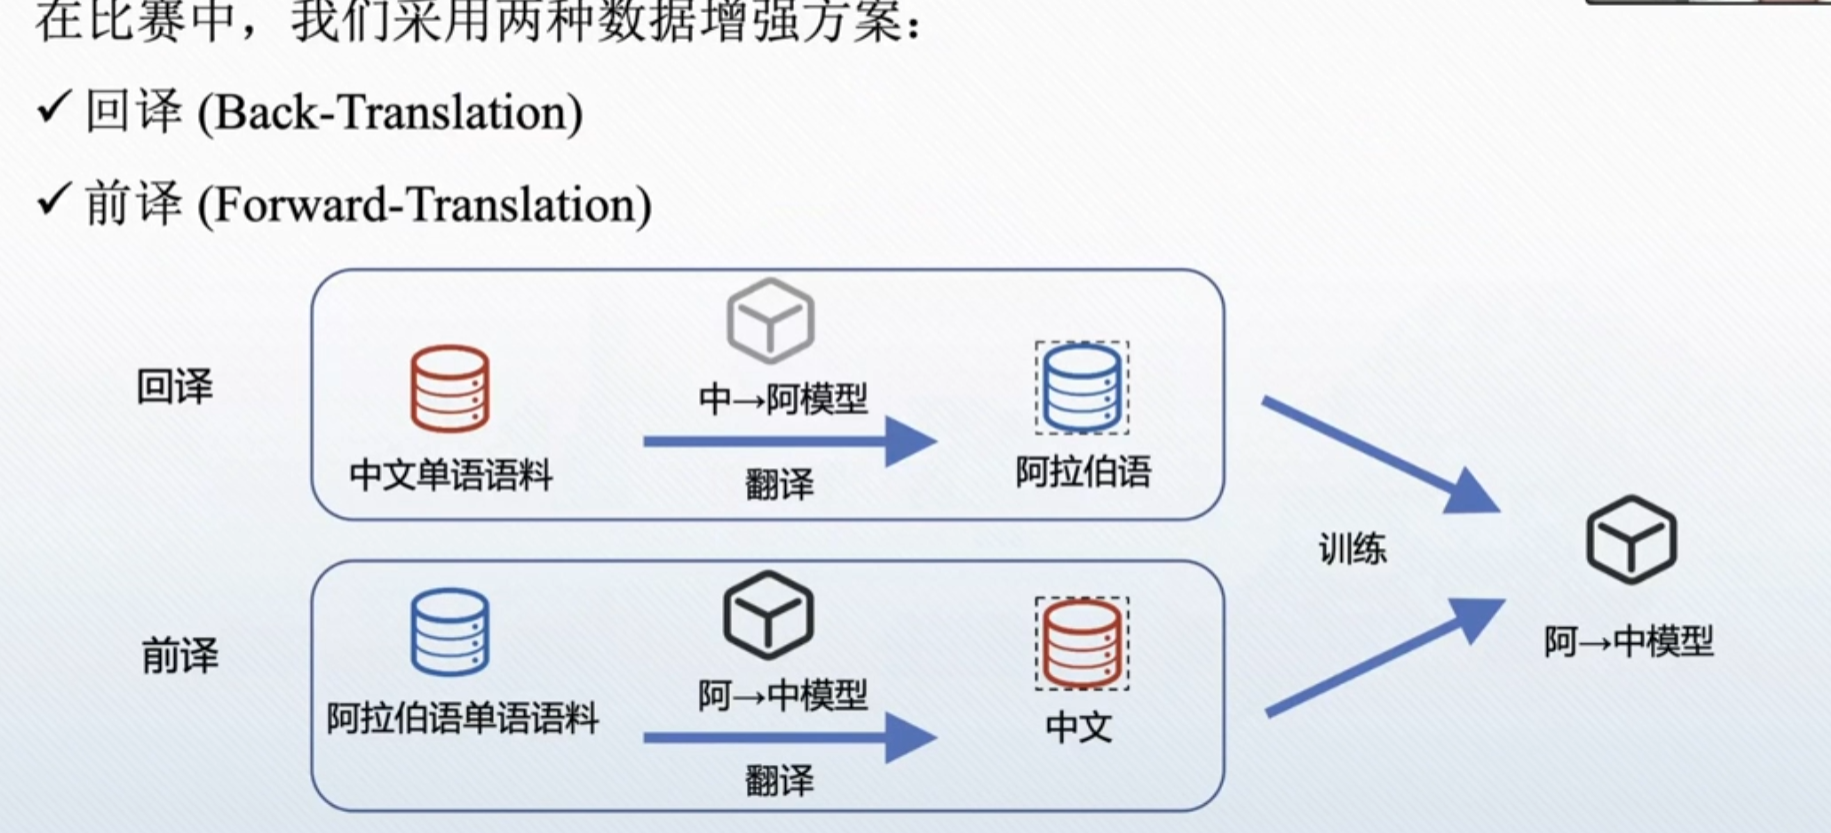 在比赛中，我们采用两种数据增强方案：
✓ 回译 (Back-Translation)
✓ 前译 (Forward-Translation)
回译
中文单语语料
中→阿模型
翻译
阿拉伯语
训练
阿→中模型
前译
阿拉伯语单语语料
阿→中模型
翻译
中文